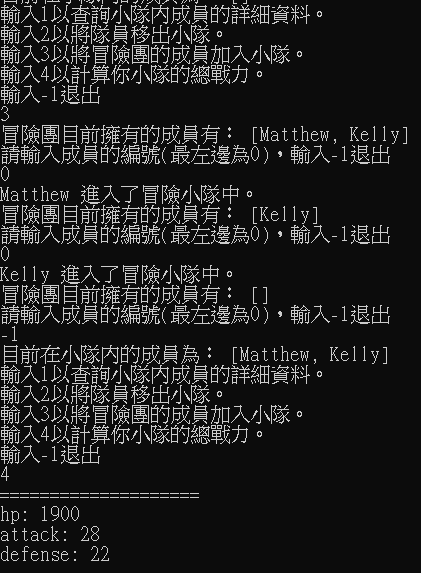 輸入1以查詢小隊內成員的詳細資料。
輸入2以將隊員移出小隊。
輸入3以將冒險團的成員加入小隊。
輸入4以計算你小隊的總戰力。
輸入-1退出
3
冒險團目前擁有的成員有： [Matthew, Kelly]
請輸入成員的編號(最左邊為0)，輸入-1退出
0
Matthew 進入了冒險小隊中。
冒險團目前擁有的成員有： [Kelly]
請輸入成員的編號(最左邊為0)，輸入-1退出
0
Kelly 進入了冒險小隊中。
冒險團目前擁有的成員有： []
請輸入成員的編號(最左邊為0)，輸入-1退出
-1
目前在小隊內的成員為： [Matthew, Kelly]
輸入1以查詢小隊內成員的詳細資料。
輸入2以將隊員移出小隊。
輸入3以將冒險團的成員加入小隊。
輸入4以計算你小隊的總戰力。
輸入-1退出
4
====================
hp: 1900
attack: 28
defense: 22